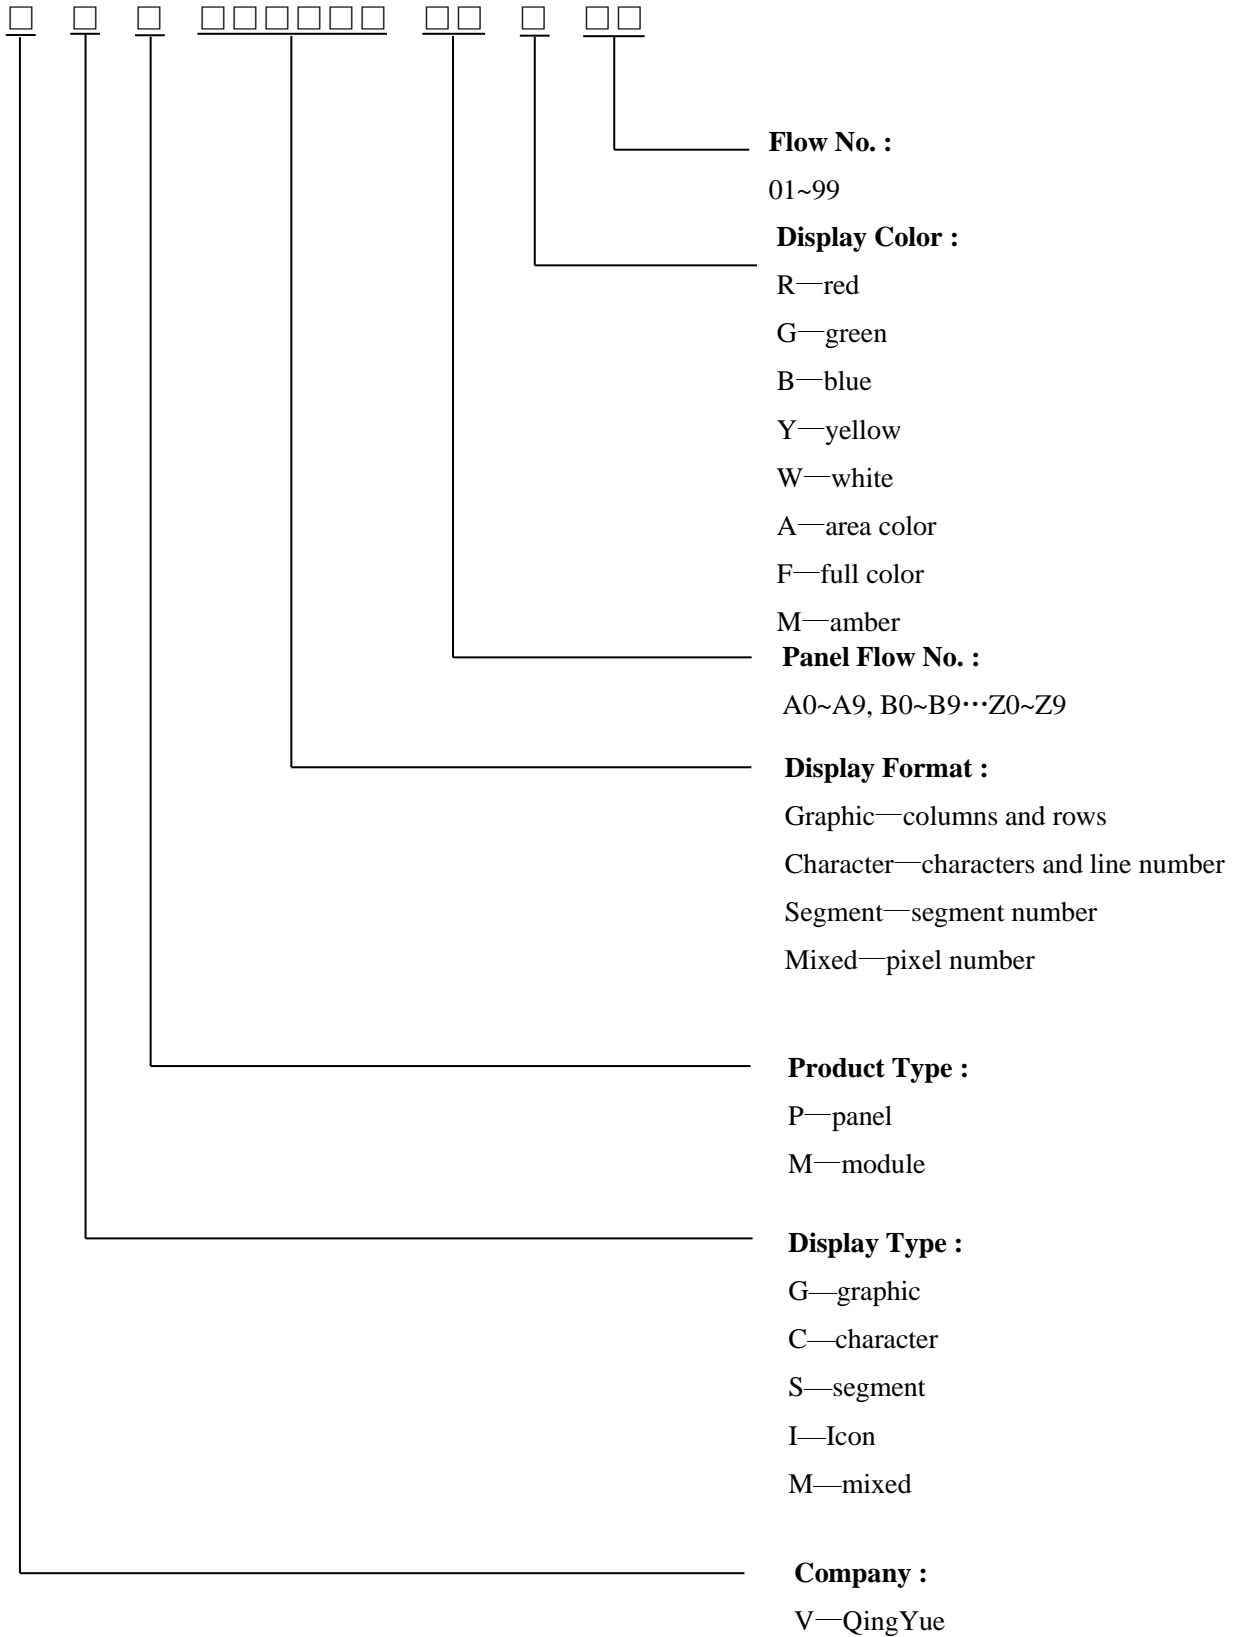 □ □ □ □□□□□□ □□ □ □□
Flow No. :
01~99
Display Color :
R—red
G—green
B—blue
Y—yellow
W—white
A—area color
F—full color
M—amber
Panel Flow No. :
A0~A9, B0~B9⋯Z0~Z9
Display Format :
Graphic—columns and rows
Character—characters and line number
Segment—segment number
Mixed—pixel number
Product Type :
P—panel
M—module
Display Type :
G—graphic
C—character
S—segment
I—Icon
M—mixed
Company :
V—QingYue